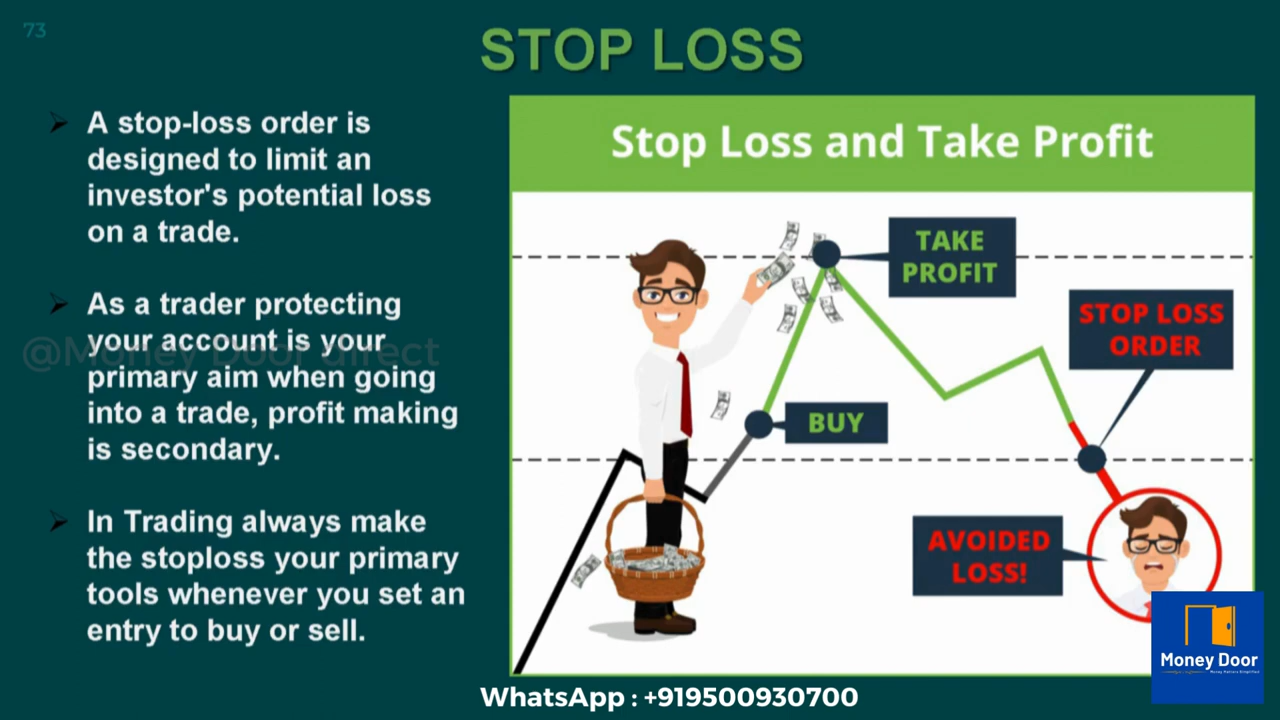 73
STOP LOSS
A stop-loss order is
designed to limit an
investor's potential loss
on a trade.
As a trader protecting
your account is your
primary aim when going
into a trade, profit making
is secondary.
In Trading always make
the stoploss your primary
tools whenever you set an
entry to buy or sell.
@Money Door direct
Stop Loss and Take Profit
TAKE
PROFIT
STOP LOSS
ORDER
BUY
AVOIDED
LOSS!
Money Door
WhatsApp : +919500930700